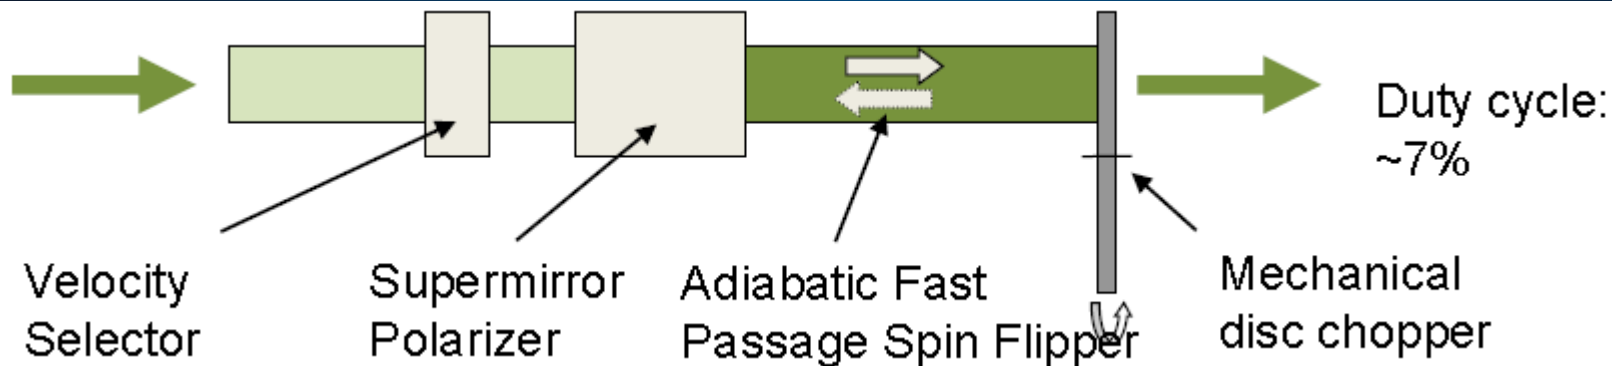 Duty cycle:
~7%
Velocity
Selector
Supermirror
Polarizer
Adiabatic Fast
Passage Spin Flipper
Mechanical
disc chopper